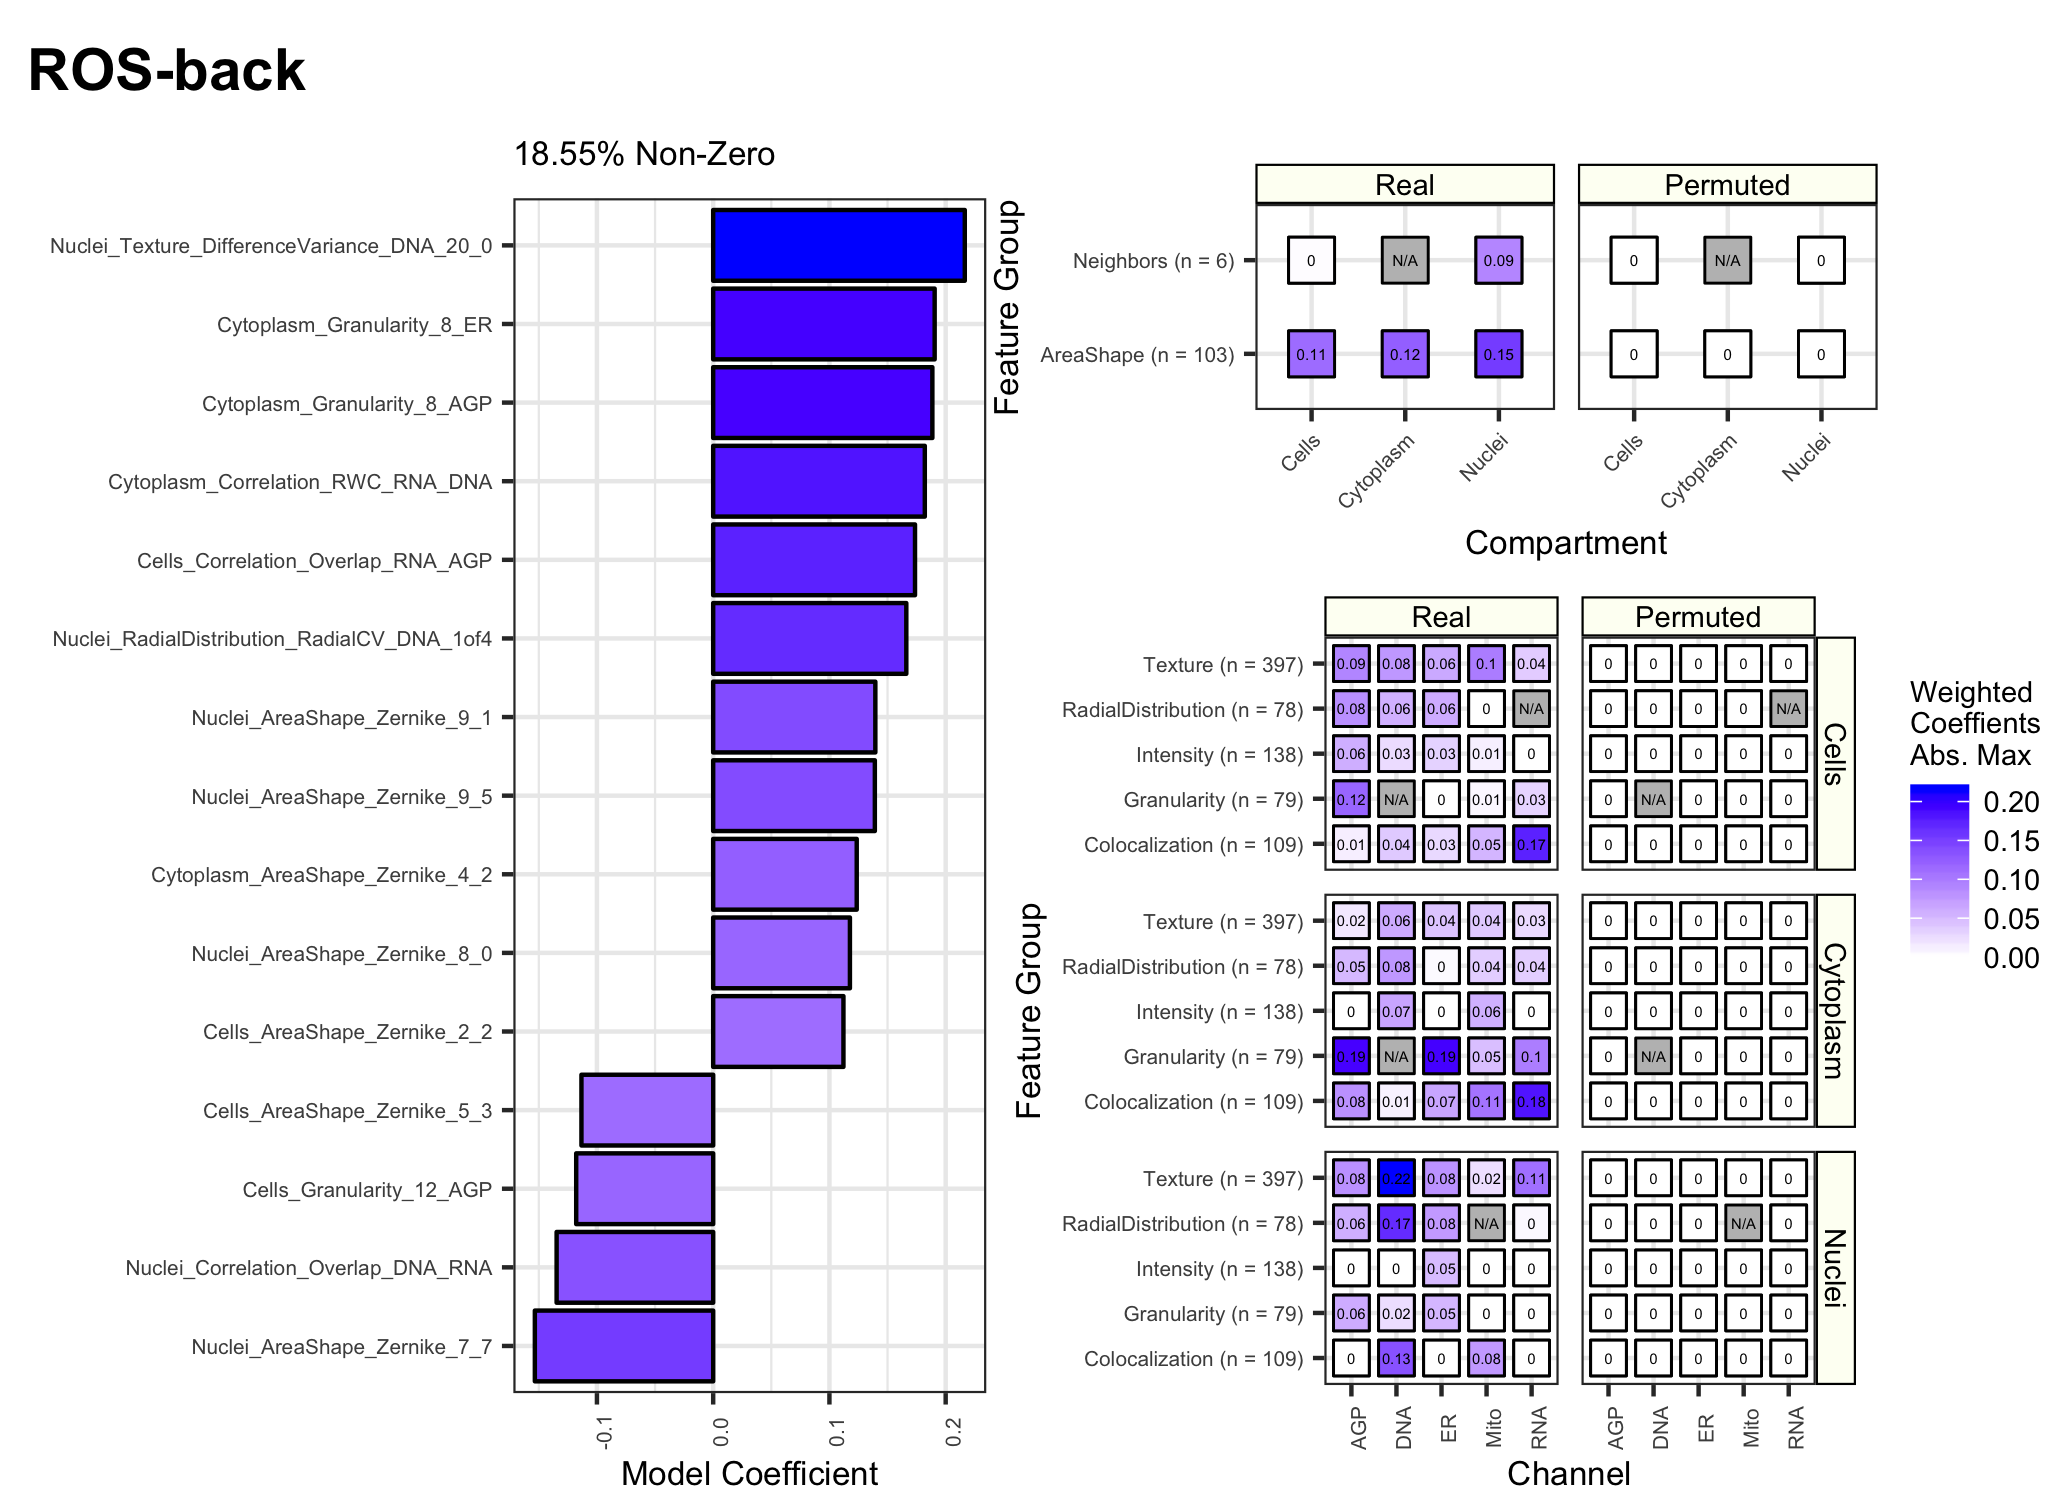 ROS-back
18.55% Non-Zero
Nuclei_Texture_DifferenceVariance_DNA_20_0
Cytoplasm_Granularity_8_ER
Cytoplasm_Granularity_8_AGP
Cytoplasm_Correlation_RWC_RNA_DNA
Cells_Correlation_Overlap_RNA_AGP
Nuclei_RadialDistribution_RadialCV_DNA_1of4
Nuclei_AreaShape_Zernike_9_1
Nuclei_AreaShape_Zernike_9_5
Cytoplasm_AreaShape_Zernike_4_2
Nuclei_AreaShape_Zernike_8_0
Cells_AreaShape_Zernike_2_2
Cells_AreaShape_Zernike_5_3
Cells_Granularity_12_AGP
Nuclei_Correlation_Overlap_DNA_RNA
Nuclei_AreaShape_Zernike_7_7
-0.1 0.0 0.1 0.2
Model Coefficient
Feature Group
Real Permuted
Neighbors (n = 6) 0 N/A 0.09 0 N/A 0
AreaShape (n = 103) 0.11 0.12 0.15 0 0 0
Cells Cytoplasm Nuclei Cells Cytoplasm Nuclei
Compartment
Feature Group
Real Permuted
Texture (n = 397) 0.09 0.08 0.06 0.1 0.04 0 0 0 0 0
RadialDistribution (n = 78) 0.08 0.06 0.06 0 N/A 0 0 0 0 N/A
Intensity (n = 138) 0.06 0.03 0.03 0.01 0 0 0 0 0 0
Granularity (n = 79) 0.12 N/A 0 0.01 0.03 0 N/A 0 0 0
Colocalization (n = 109) 0.01 0.04 0.03 0.05 0.17 0 0 0 0 0
Cells
Texture (n = 397) 0.02 0.06 0.04 0.04 0.03 0 0 0 0 0
RadialDistribution (n = 78) 0.05 0.08 0 0.04 0.04 0 0 0 0 0
Intensity (n = 138) 0 0.07 0 0.06 0 0 0 0 0 0
Granularity (n = 79) 0.19 N/A 0.19 0.05 0.1 0 N/A 0 0 0
Colocalization (n = 109) 0.08 0.01 0.07 0.11 0.18 0 0 0 0 0
Cytoplasm
Texture (n = 397) 0.08 0.22 0.08 0.02 0.11 0 0 0 0 0
RadialDistribution (n = 78) 0.06 0.17 0.08 N/A 0 0 0 0 N/A 0
Intensity (n = 138) 0 0 0.05 0 0 0 0 0 0 0
Granularity (n = 79) 0.06 0.02 0.05 0 0 0 0 0 0 0
Colocalization (n = 109) 0 0.13 0 0.08 0 0 0 0 0 0
Nuclei
AGP DNA ER Mito RNA AGP DNA ER Mito RNA
Channel
Weighted
Coeffients
Abs. Max
0.20
0.15
0.10
0.05
0.00